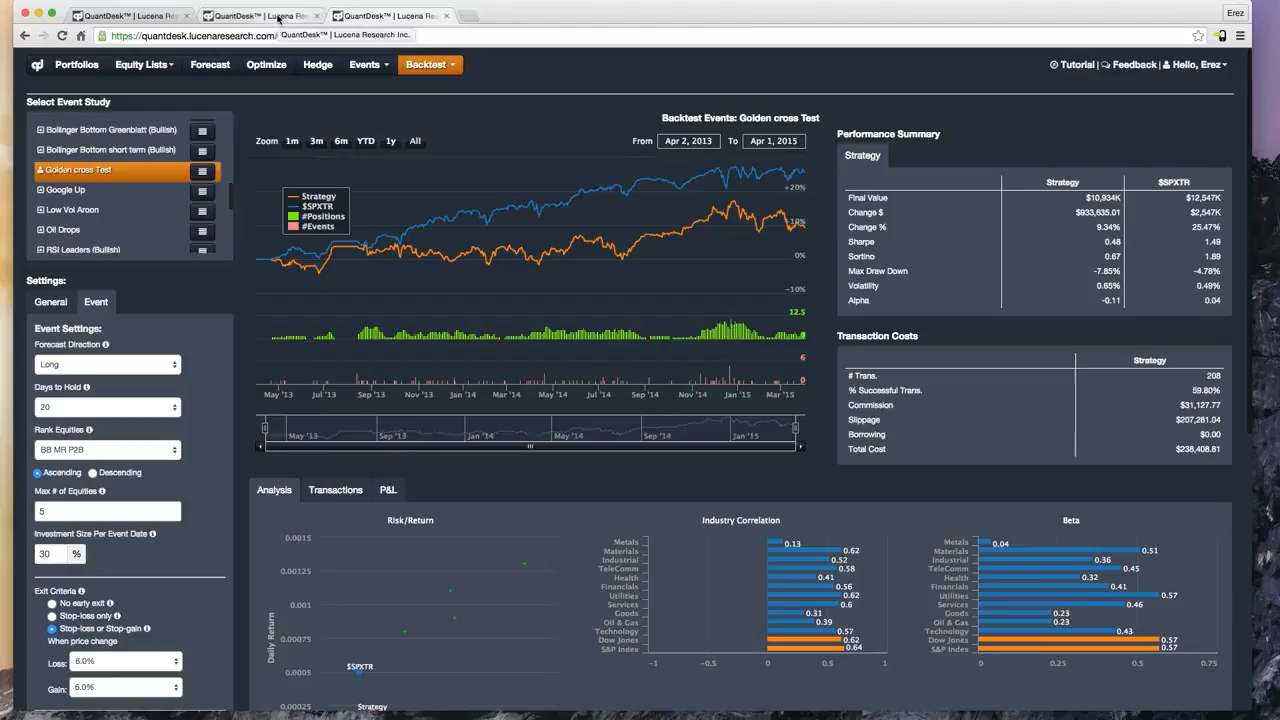 QuantDesk™ | Lucena Res
QuantDesk™ | Lucena Res
QuantDesk™ | Lucena Res
Erez
https://quantdesk.lucenaresearch.com/
QuantDesk™ | Lucena Research Inc.
Portfolios
Equity Lists
Forecast
Optimize
Hedge
Events
Backtest
Tutorial | Feedback | Hello, Erez
Select Event Study
Bollinger Bottom Greenblatt (Bullish)
Bollinger Bottom short term (Bullish)
Golden cross Test
Google Up
Low Vol Aroon
Oil Drops
RSI Leaders (Bullish)
Settings:
General
Event
Event Settings:
Forecast Direction
Long
Days to Hold
20
Rank Equities
BB MR P2B
Ascending
Descending
Max # of Equities
5
Investment Size Per Event Date
30 %
Exit Criteria
No early exit
Stop-loss only
Stop-loss or Stop-gain
When price change
Loss: 6.0%
Gain: 6.0%
Backtest Events: Golden cross Test
Zoom 1m 3m 6m YTD 1y All
From Apr 2, 2013 To Apr 1, 2015
Strategy
$SPXTR
#Positions
#Events
+20%
+10%
0%
-10%
12.5
0
6
0
May '13 Jul '13 Sep '13 Nov '13 Jan '14 Mar '14 May '14 Jul '14 Sep '14 Nov '14 Jan '15 Mar '15
May '13 Sep '13 Jan '14 May '14 Sep '14 Jan '15
Performance Summary
Strategy
Strategy $SPXTR
Final Value $10,934K $12,547K
Change $ $933,635.01 $2,547K
Change % 9.34% 25.47%
Sharpe 0.48 1.49
Sortino 0.67 1.89
Max Draw Down -7.85% -4.78%
Volatility 0.65% 0.49%
Alpha -0.11 0.04
Transaction Costs
Strategy
# Trans. 208
% Successful Trans. 59.80%
Commission $31,127.77
Slippage $207,281.04
Borrowing $0.00
Total Cost $238,408.81
Analysis
Transactions
P&L
Risk/Return
Daily Return
0.0015
0.00125
0.001
0.00075
0.0005
0.00025
$SPXTR
Strategy
Industry Correlation
Metals 0.13
Materials 0.62
Industrial 0.52
TeleComm 0.58
Health 0.41
Financials 0.56
Utilities 0.62
Services 0.6
Goods 0.31
Oil & Gas 0.39
Technology 0.57
Dow Jones 0.62
S&P Index 0.64
-1 -0.5 0 0.5 1
Beta
Metals 0.04
Materials 0.51
Industrial 0.36
TeleComm 0.45
Health 0.32
Financials 0.41
Utilities 0.57
Services 0.46
Goods 0.23
Oil & Gas 0.23
Technology 0.43
Dow Jones 0.57
S&P Index 0.57
0 0.25 0.5 0.75